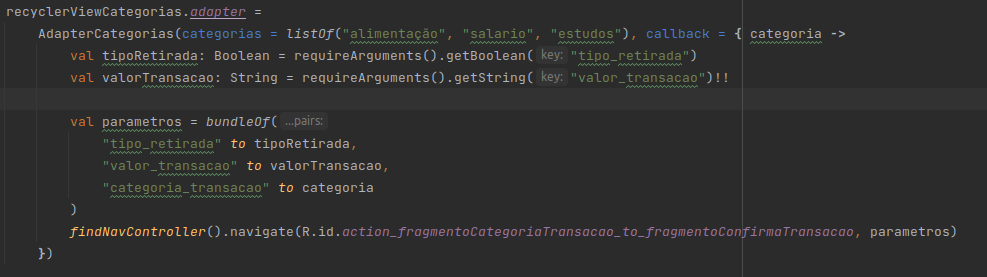 recyclerViewCategorias.adapter =
AdapterCategorias(categorias = listOf("alimentação", "salario", "estudos"), callback = { categoria ->
val tipoRetirada: Boolean = requireArguments().getBoolean( key: "tipo_retirada")
val valorTransacao: String = requireArguments().getString( key: "valor_transacao")!!
val parametros = bundleOf( ...pairs:
"tipo_retirada" to tipoRetirada,
"valor_transacao" to valorTransacao,
"categoria_transacao" to categoria
)
findNavController().navigate(R.id.action_fragmentoCategoriaTransacao_to_fragmentoConfirmaTransacao, parametros)
})